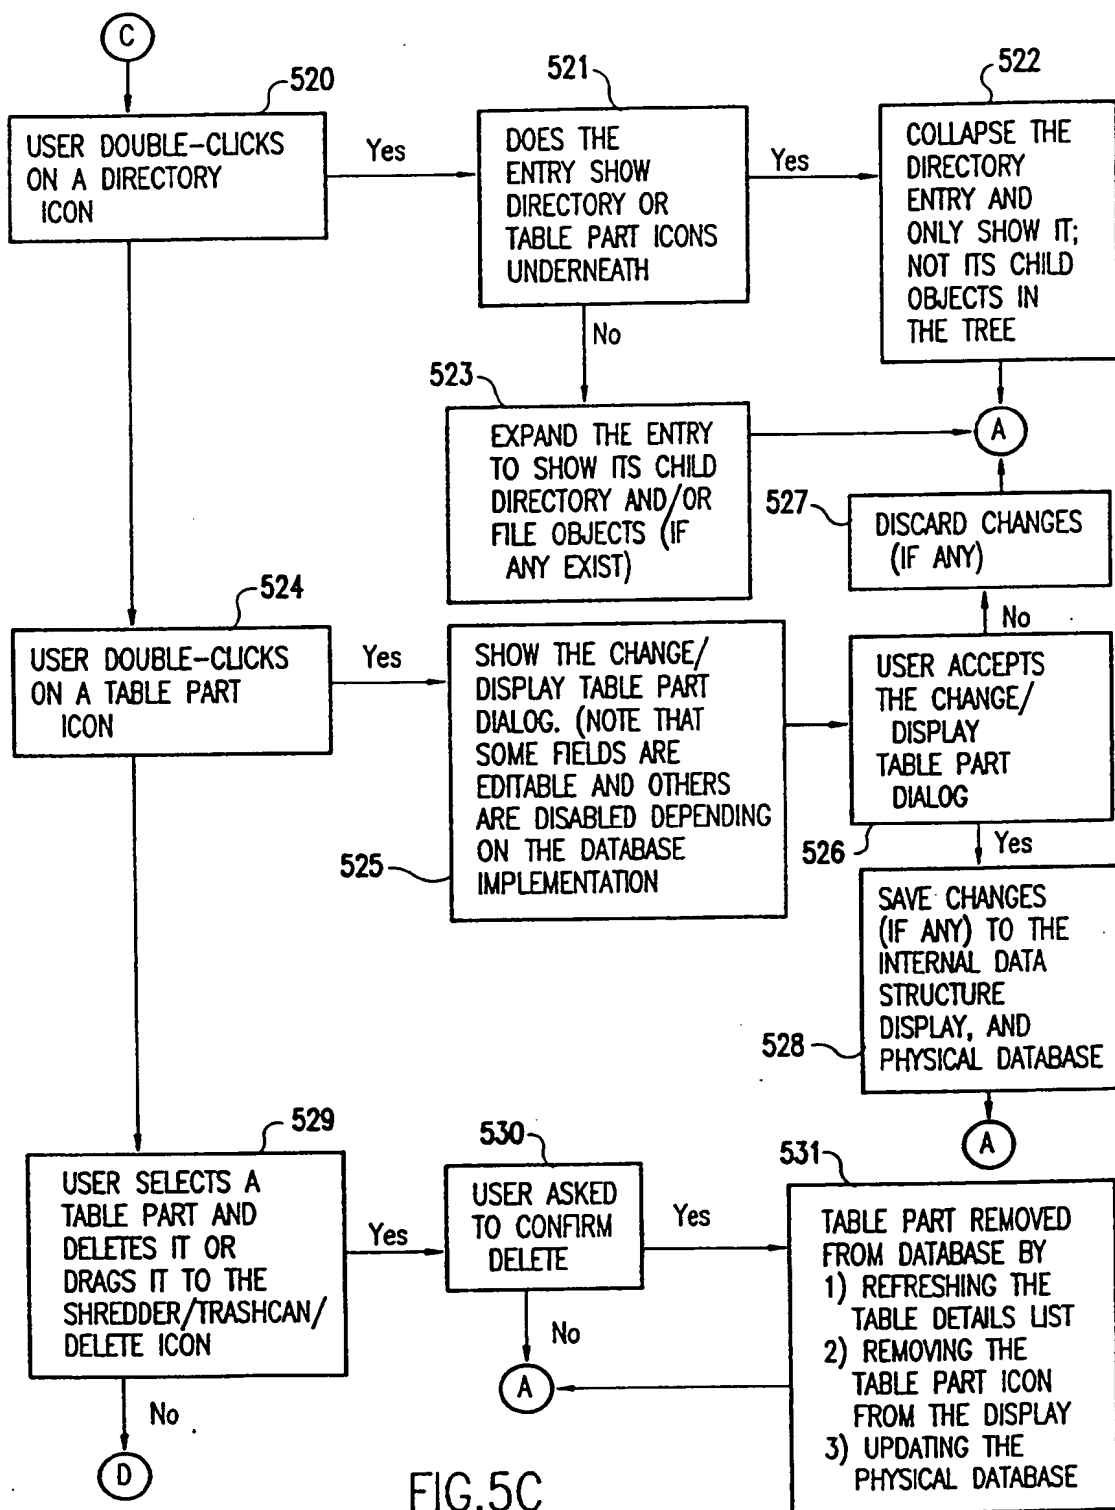 C
520
USER DOUBLE-CLICKS
ON A DIRECTORY
ICON
Yes
521
DOES THE
ENTRY SHOW
DIRECTORY OR
TABLE PART ICONS
UNDERNEATH
Yes
522
COLLAPSE THE
DIRECTORY
ENTRY AND
ONLY SHOW IT;
NOT ITS CHILD
OBJECTS IN
THE TREE
No
523
EXPAND THE ENTRY
TO SHOW ITS CHILD
DIRECTORY AND/OR
FILE OBJECTS (IF
ANY EXIST)
A
527
DISCARD CHANGES
(IF ANY)
No
524
USER DOUBLE-CLICKS
ON A TABLE PART
ICON
Yes
SHOW THE CHANGE/
DISPLAY TABLE PART
DIALOG. (NOTE THAT
SOME FIELDS ARE
EDITABLE AND OTHERS
ARE DISABLED DEPENDING
ON THE DATABASE
IMPLEMENTATION
525
USER ACCEPTS
THE CHANGE/
DISPLAY
TABLE PART
DIALOG
526
Yes
SAVE CHANGES
(IF ANY) TO THE
INTERNAL DATA
STRUCTURE
DISPLAY, AND
PHYSICAL DATABASE
528
A
529
USER SELECTS A
TABLE PART AND
DELETES IT OR
DRAGS IT TO THE
SHREDDER/TRASHCAN/
DELETE ICON
Yes
530
USER ASKED
TO CONFIRM
DELETE
Yes
531
TABLE PART REMOVED
FROM DATABASE BY
1) REFRESHING THE
TABLE DETAILS LIST
2) REMOVING THE
TABLE PART ICON
FROM THE DISPLAY
3) UPDATING THE
PHYSICAL DATABASE
No
A
No
D
FIG.5C